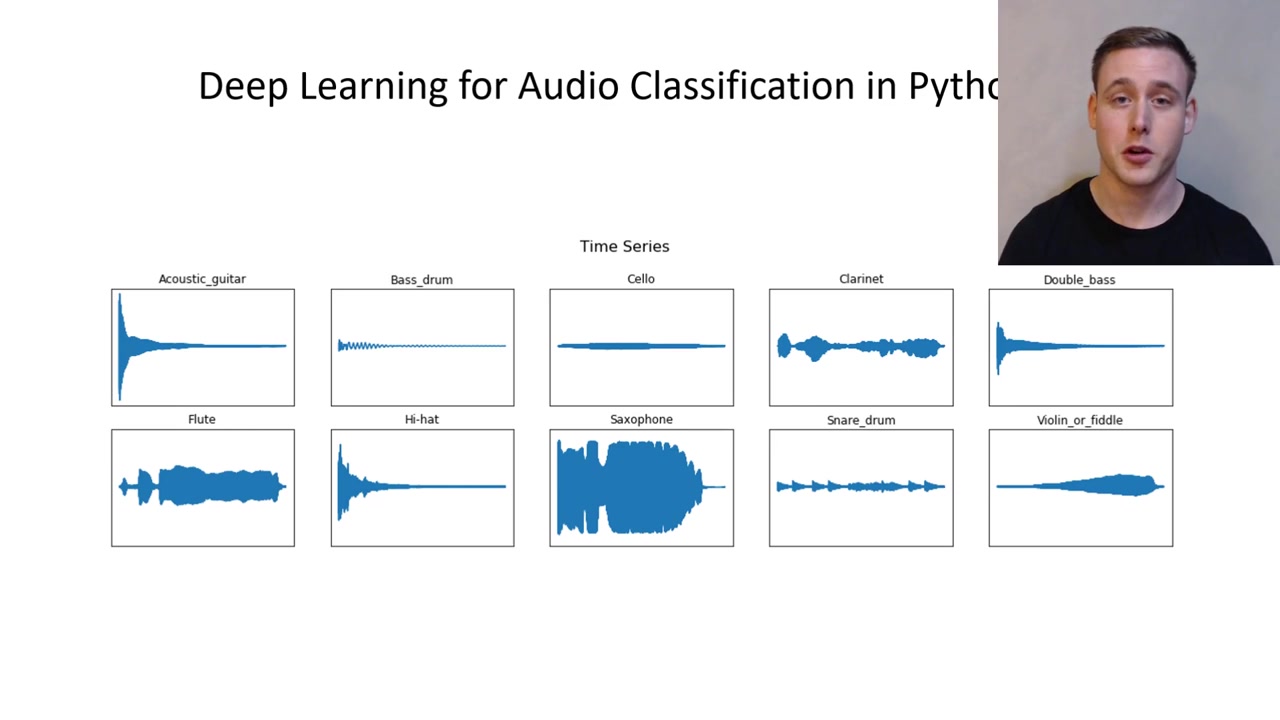 Deep Learning for Audio Classification in Pytho
Time Series
Acoustic_guitar
Bass_drum
Cello
Clarinet
Double_bass
Flute
Hi-hat
Saxophone
Snare_drum
Violin_or_fiddle